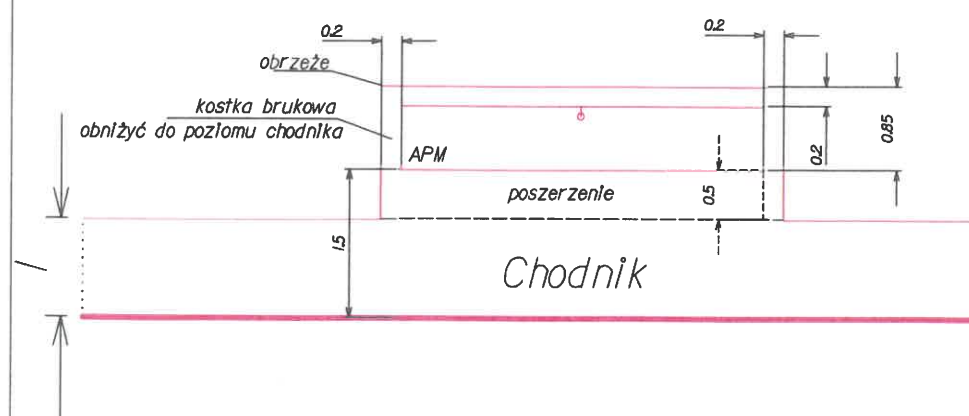 0.2
0.2
obrzeże
kostka brukowa
obniżyć do poziomu chodnika
APM
0.2
0.85
poszerzenie
0.5
1.5
1
Chodnik